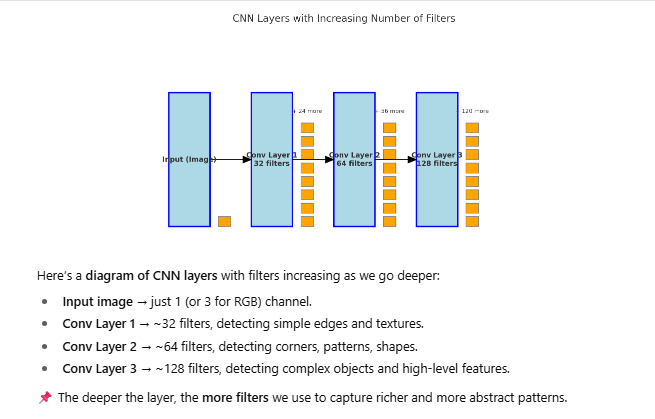 CNN Layers with Increasing Number of Filters
+ 24 more
+ 56 more
+ 120 more
Input (Image)
Conv Layer 1
32 filters
Conv Layer 2
64 filters
Conv Layer 3
128 filters
Here's a diagram of CNN layers with filters increasing as we go deeper:
• Input image → just 1 (or 3 for RGB) channel.
• Conv Layer 1 → ~32 filters, detecting simple edges and textures.
• Conv Layer 2 → ~64 filters, detecting corners, patterns, shapes.
• Conv Layer 3 → ~128 filters, detecting complex objects and high-level features.
📌 The deeper the layer, the more filters we use to capture richer and more abstract patterns.